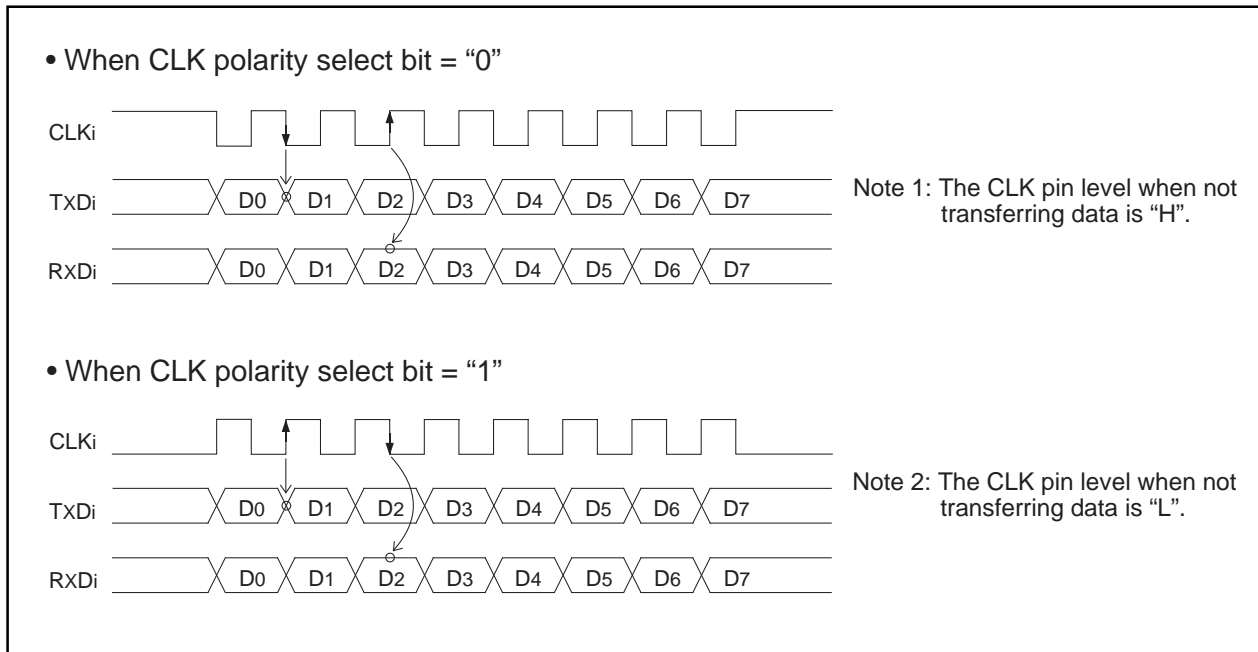 • When CLK polarity select bit = “0”
CLKi
TXDi D0 D1 D2 D3 D4 D5 D6 D7
RXDi D0 D1 D2 D3 D4 D5 D6 D7
Note 1: The CLK pin level when not
transferring data is “H”.
• When CLK polarity select bit = “1”
CLKi
TXDi D0 D1 D2 D3 D4 D5 D6 D7
RXDi D0 D1 D2 D3 D4 D5 D6 D7
Note 2: The CLK pin level when not
transferring data is “L”.